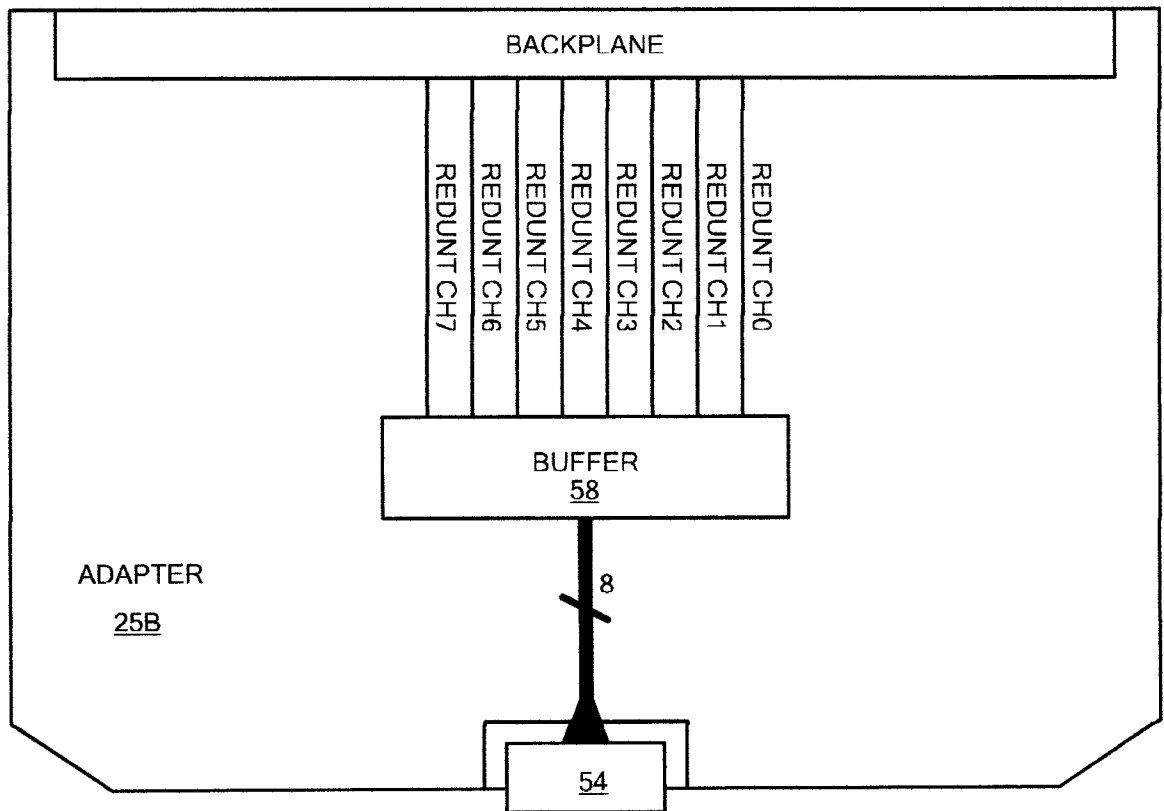 BACKPLANE
REDUNT CH7
REDUNT CH6
REDUNT CH5
REDUNT CH4
REDUNT CH3
REDUNT CH2
REDUNT CH1
REDUNT CH0
BUFFER
58
8
ADAPTER
25B
54